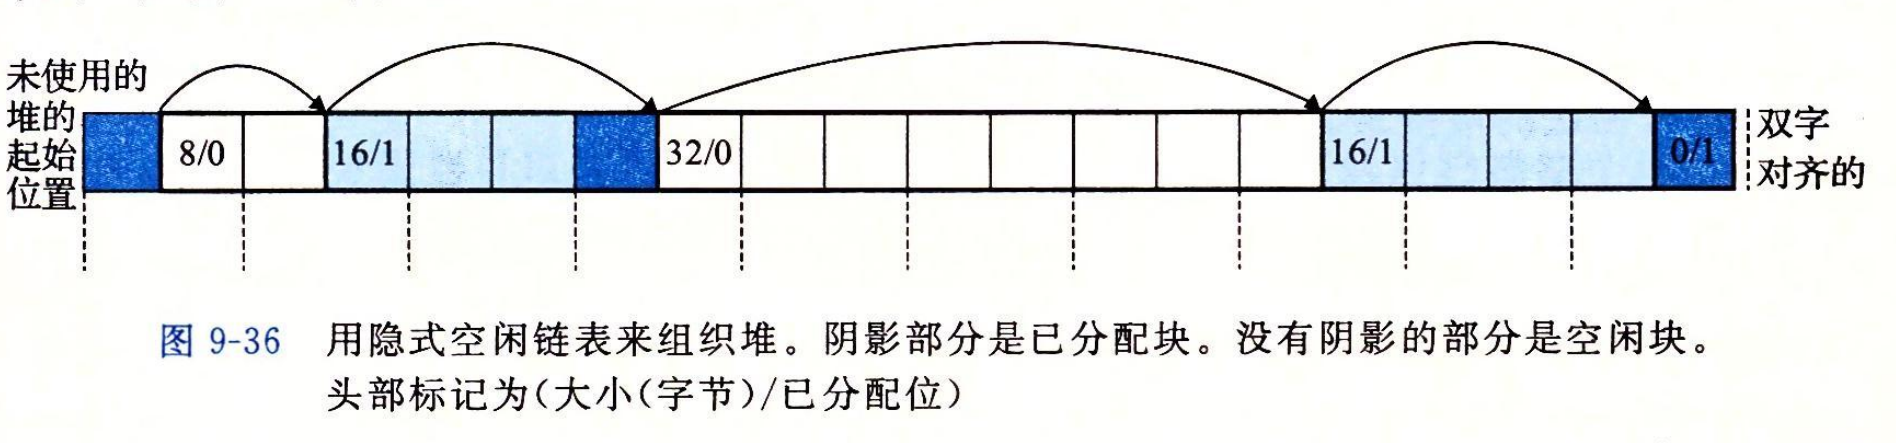 未使用的
堆的
起始
位置
8/0
16/1
32/0
16/1
0/1
双字
对齐的
图 9-36 用隐式空闲链表来组织堆。阴影部分是已分配块。没有阴影的部分是空闲块。
头部标记为(大小(字节)/已分配位)